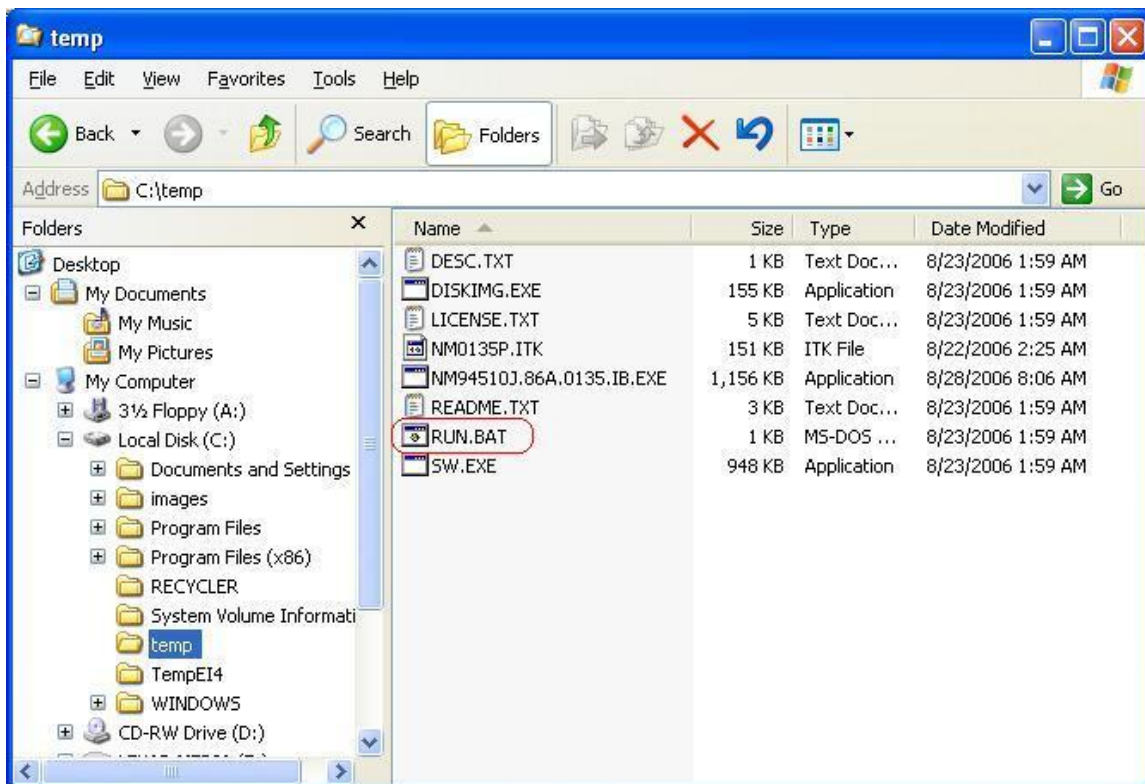 temp
File Edit View Favorites Tools Help
Back Search Folders
Address C:\temp Go
Folders X
Name Size Type Date Modified
Desktop
My Documents
My Music
My Pictures
My Computer
3½ Floppy (A:)
Local Disk (C:)
Documents and Settings
images
Program Files
Program Files (x86)
RECYCLER
System Volume Informati
temp
TempEI4
WINDOWS
CD-RW Drive (D:)
DESC.TXT 1 KB Text Doc... 8/23/2006 1:59 AM
DISKIMG.EXE 155 KB Application 8/23/2006 1:59 AM
LICENSE.TXT 5 KB Text Doc... 8/23/2006 1:59 AM
NM0135P.ITK 151 KB ITK File 8/22/2006 2:25 AM
NM94510J.86A.0135.IB.EXE 1,156 KB Application 8/28/2006 8:06 AM
README.TXT 3 KB Text Doc... 8/23/2006 1:59 AM
RUN.BAT 1 KB MS-DOS ... 8/23/2006 1:59 AM
SW.EXE 948 KB Application 8/23/2006 1:59 AM